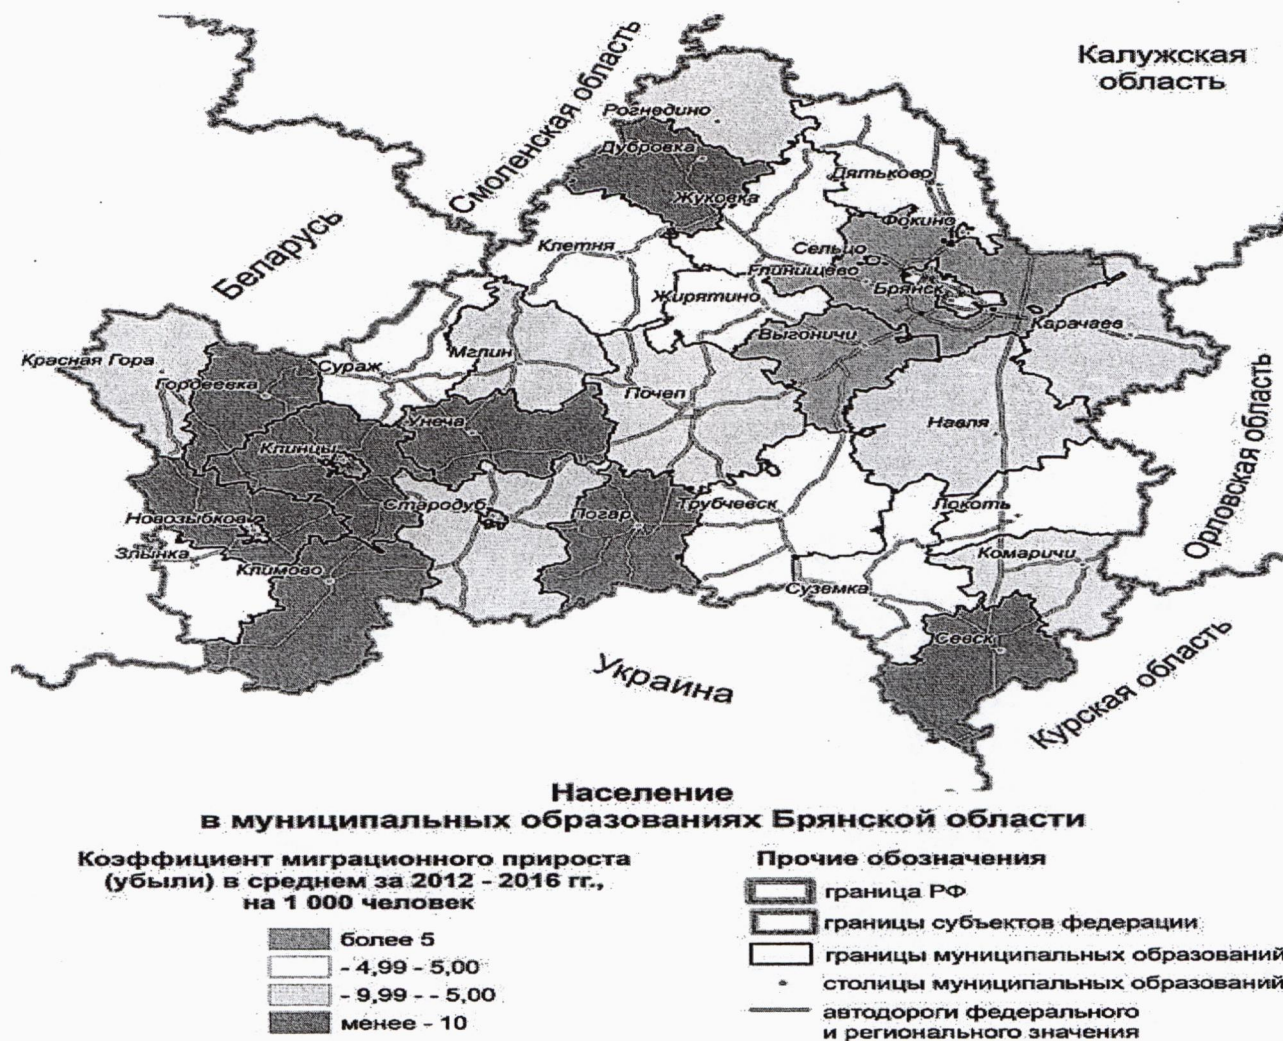 Калужская
область
Смоленская область
Рогнедино
Дубровка
Дятьково
Жуковка
Фокино
Беларусь
Клетня
Сельцо
Глинищево
Брянск
Жирятино
Карачаев
Выгоничи
Красная Гора
Сураж
Мглин
Гордеевка
Почеп
Унеча
Навля
Клинцы
Орловская область
Стародуб
Трубчевск
Локоть
Погар
Новозыбков
Злынка
Комаричи
Климово
Суземка
Севск
Украина
Курская область
Население
в муниципальных образованиях Брянской области
Коэффициент миграционного прироста
(убыли) в среднем за 2012 - 2016 гг.,
на 1 000 человек
более 5
- 4,99 - 5,00
- 9,99 - - 5,00
менее - 10
Прочие обозначения
граница РФ
границы субъектов федерации
границы муниципальных образований
столицы муниципальных образований
автодороги федерального
и регионального значения